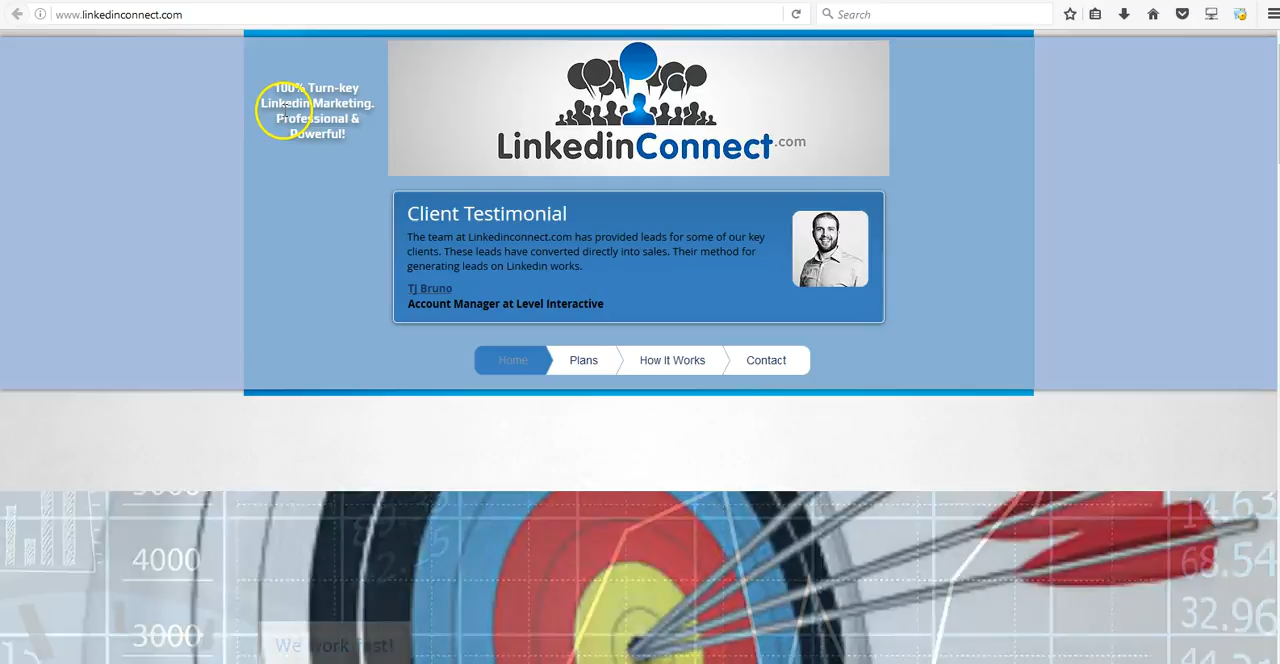 www.linkedinconnect.com
Search
100% Turn-key
Linkedin Marketing.
Professional &
Powerful!
LinkedinConnect.com
Client Testimonial
The team at Linkedinconnect.com has provided leads for some of our key
clients. These leads have converted directly into sales. Their method for
generating leads on Linkedin works.
TJ Bruno
Account Manager at Level Interactive
Home
Plans
How It Works
Contact
14.63
4000
68.54
32.96
3000
We work fast!